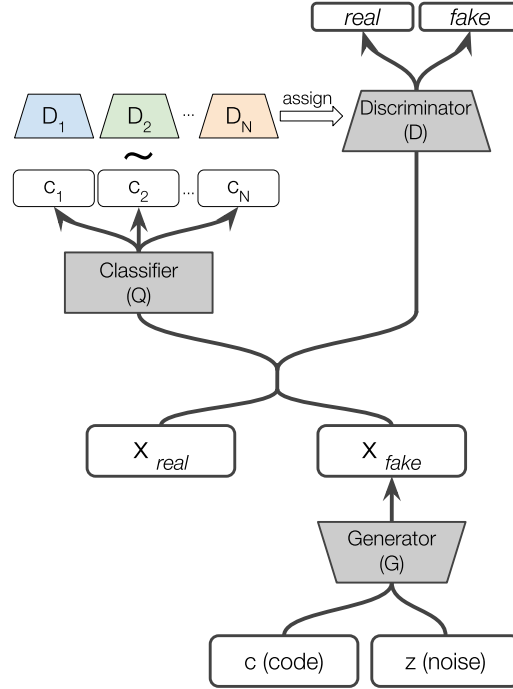 real fake
D1 D2 ... DN assign Discriminator
(D)
~
c1 c2 ... cN
Classifier
(Q)
X real X fake
Generator
(G)
c (code) z (noise)